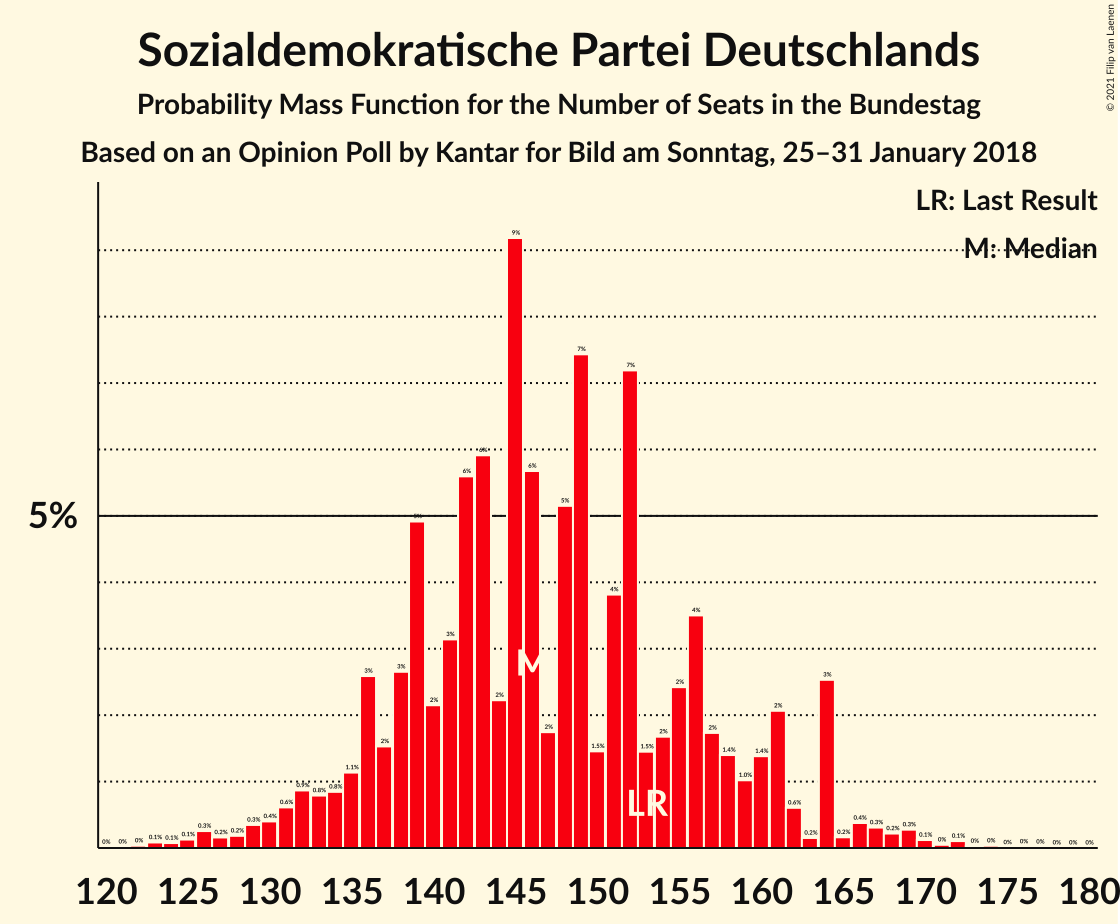 Sozialdemokratische Partei Deutschlands
Probability Mass Function for the Number of Seats in the Bundestag
Based on an Opinion Poll by Kantar for Bild am Sonntag, 25–31 January 2018
© 2021 Filip van Laenen
LR: Last Result
M: Median
5%
0% 0% 0% 0.1% 0.1% 0.1% 0.3% 0.2% 0.2% 0.3% 0.4% 0.6% 0.9% 0.8% 0.8% 1.1% 3% 2% 3% 5% 2% 3% 6% 6% 2% 9% 6% 2% 5% 7% 1.5% 4% 7% 1.5% 2% 2% 4% 2% 1.4% 1.0% 1.4% 2% 0.6% 0.2% 3% 0.2% 0.4% 0.3% 0.2% 0.3% 0.1% 0% 0.1% 0% 0% 0% 0% 0% 0% 0% 0%
M
LR
120 125 130 135 140 145 150 155 160 165 170 175 180